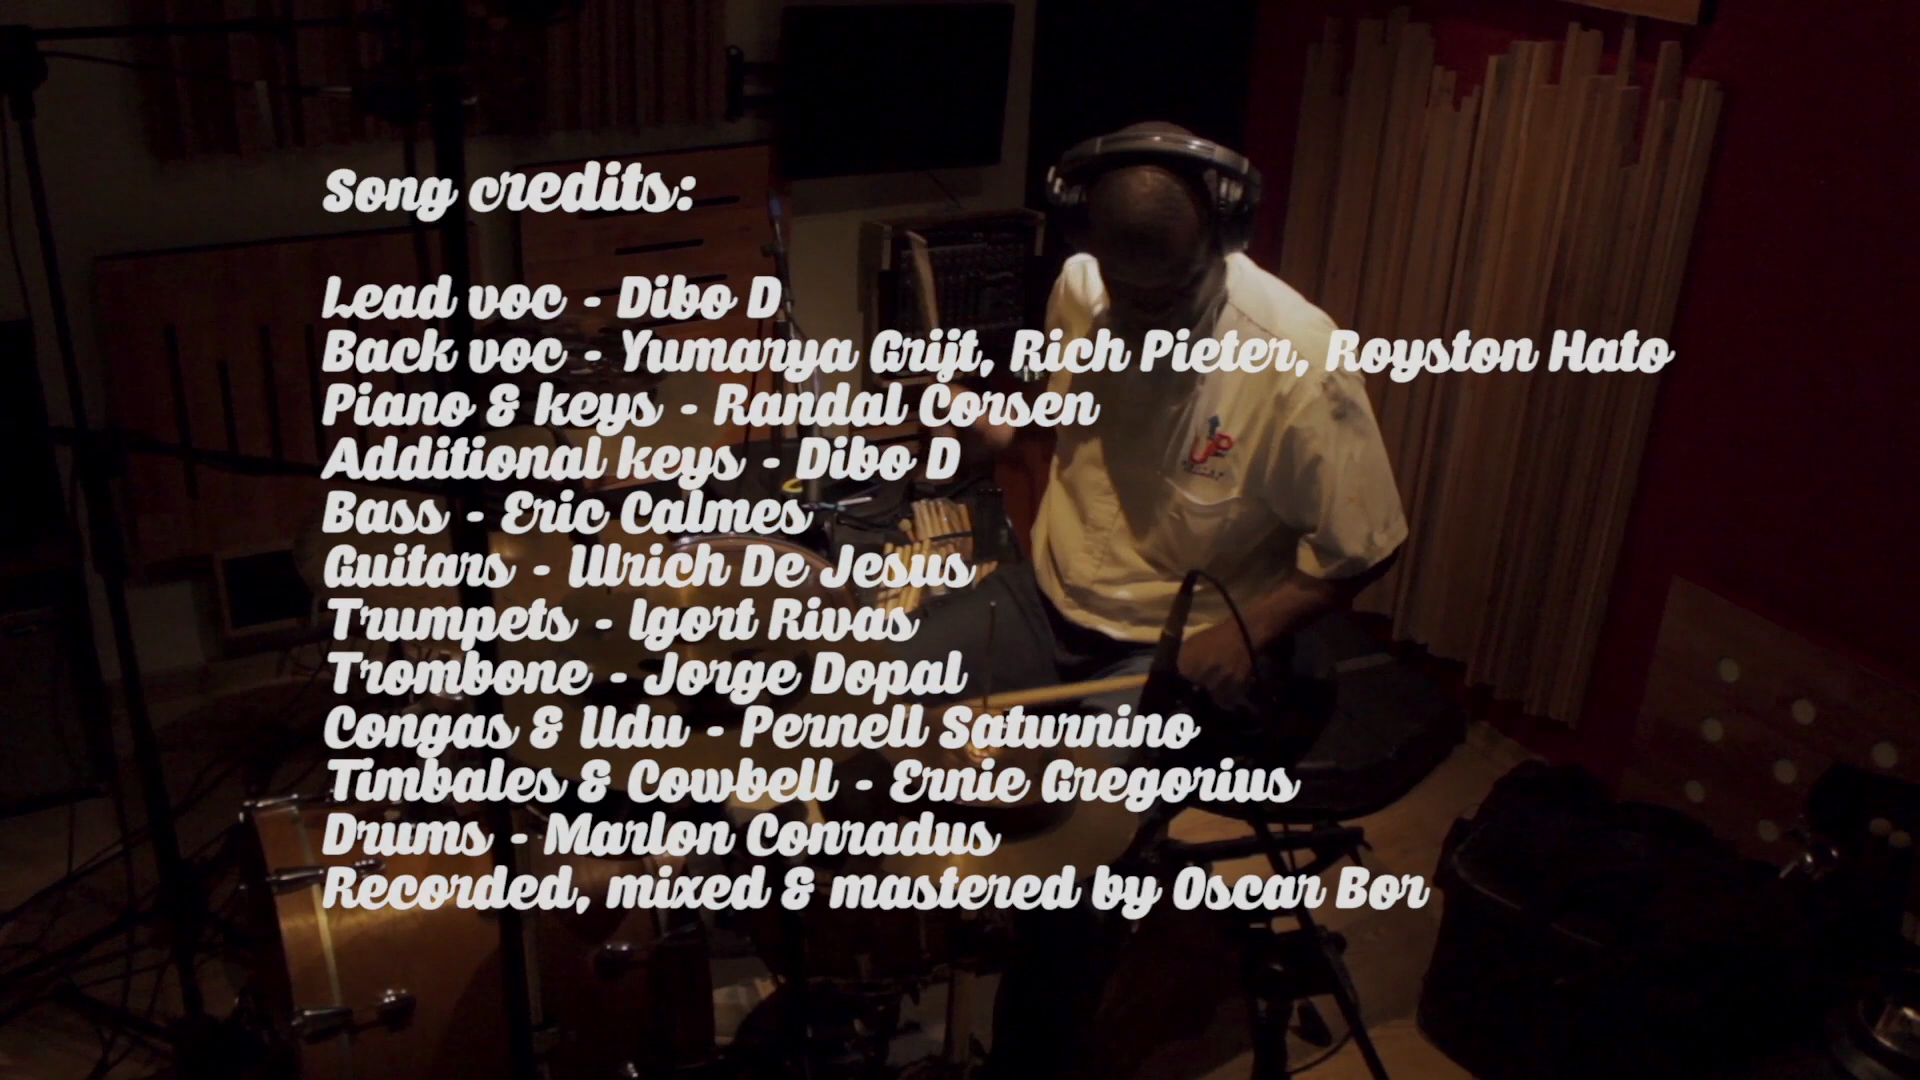 Song credits:
Lead voc - Dibo D
Back voc - Yumarya Grijt, Rich Pieter, Royston Hato
Piano & keys - Randal Corsen
Additional keys - Dibo D
Bass - Eric Calmes
Guitars - Ulrich De Jesus
Trumpets - Igort Rivas
Trombone - Jorge Dopal
Congas & Udu - Pernell Saturnino
Timbales & Cowbell - Ernie Gregorius
Drums - Marlon Conradus
Recorded, mixed & mastered by Oscar Bor